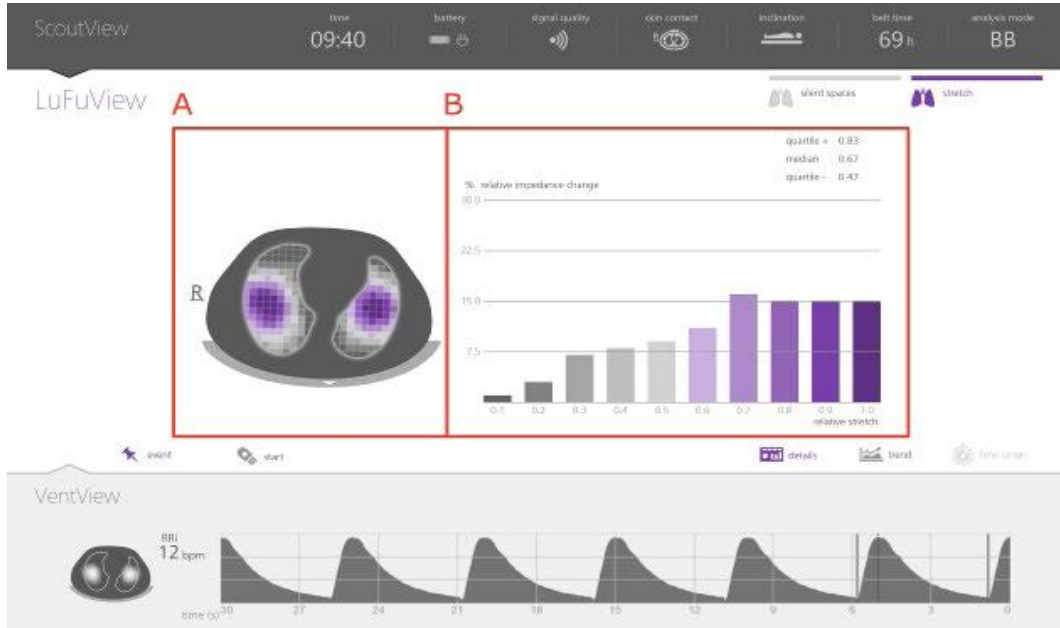 ScoutView
time
09:40
battery
signal quality
skin contact
inclination
belt time
69 h
analysis mode
BB
LuFuView
A
B
silent spaces
stretch
quartile + 0.83
median 0.67
quartile - 0.47
% relative impedance change
30.0
22.5
15.0
7.5
0.1 0.2 0.3 0.4 0.5 0.6 0.7 0.8 0.9 1.0
relative stretch
R
event
start
details
trend
time range
VentView
RRi
12 bpm
time (s) 30 27 24 21 18 15 12 9 6 3 0